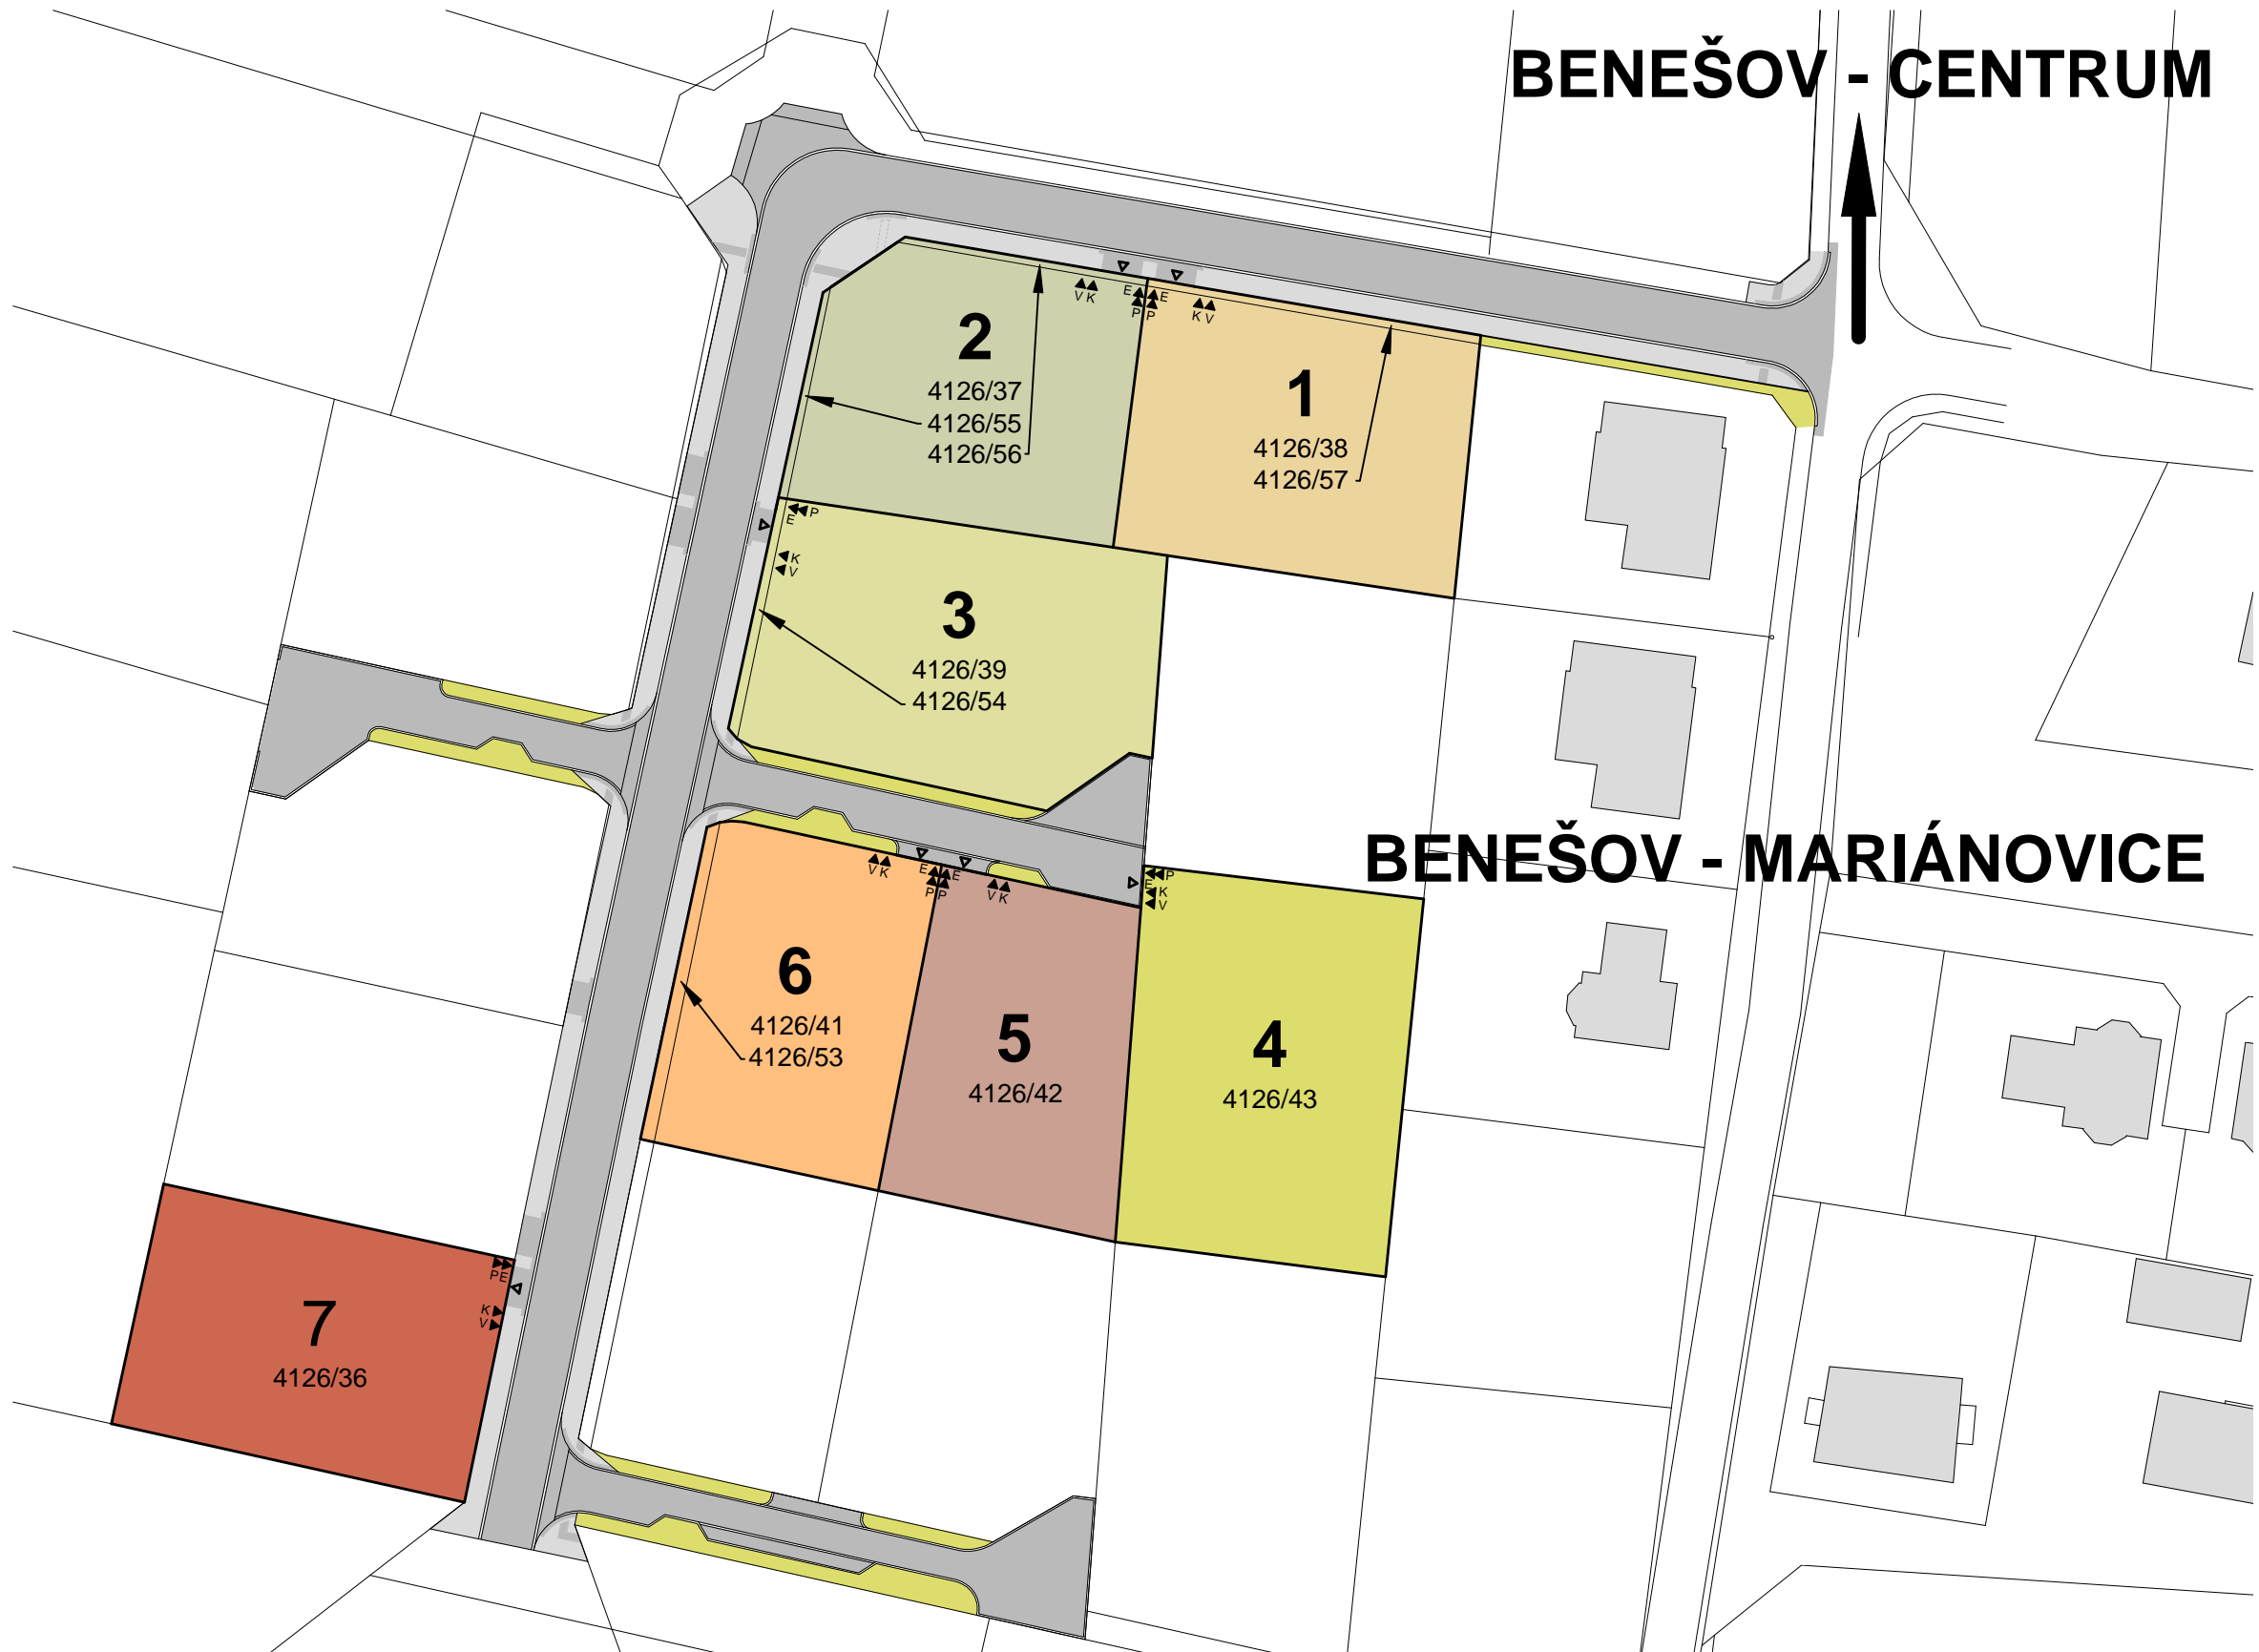 BENEŠOV - CENTRUM
2
4126/37
4126/55
4126/56
V K
E
P
E
P
K V
1
4126/38
4126/57
E P
K
V
3
4126/39
4126/54
BENEŠOV - MARIÁNOVICE
V K
E
P
E
P
V K
E P
K
V
6
4126/41
4126/53
5
4126/42
4
4126/43
P E
K
V
7
4126/36